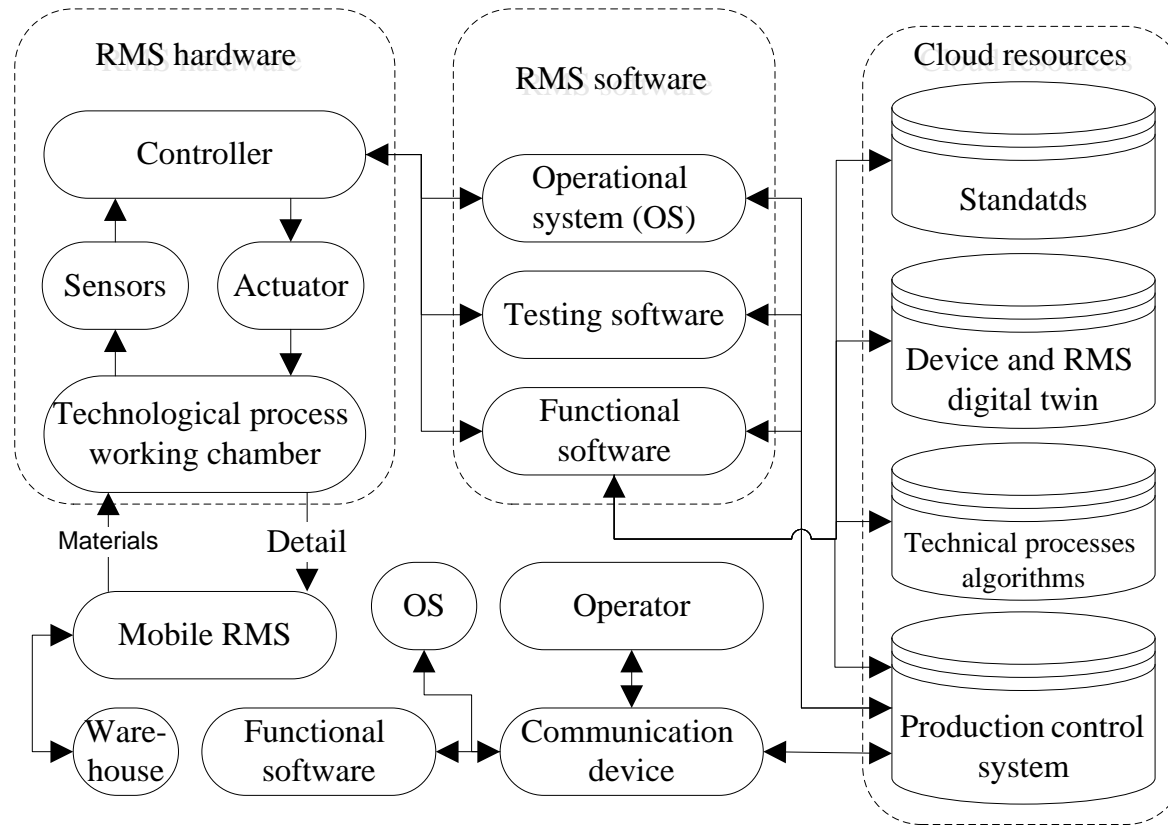 RMS hardware
Controller
Sensors
Actuator
Technological process
working chamber
Materials
Detail
Mobile RMS
Ware-
house
RMS software
Operational
system (OS)
Testing software
Functional
software
OS
Operator
Functional
software
Communication
device
Cloud resources
Standatds
Device and RMS
digital twin
Technical processes
algorithms
Production control
system